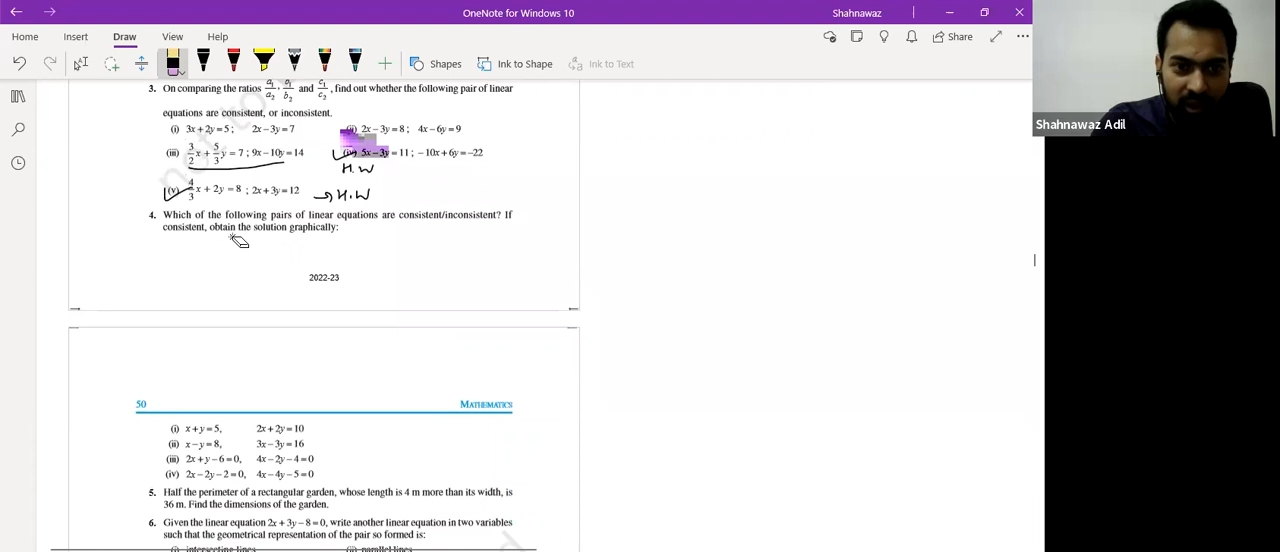 OneNote for Windows 10
Shahnawaz
Home Insert Draw View Help
Share
Shapes Ink to Shape Ink to Text
3. On comparing the ratios a1/a2, a1/b2 and c1/c2, find out whether the following pair of linear
equations are consistent, or inconsistent.
(i) 3x + 2y = 5 ; 2x – 3y = 7 (ii) 2x – 3y = 8 ; 4x – 6y = 9
(iii) 3/2 x + 5/3 y = 7 ; 9x – 10y = 14 (iv) 5x – 3y = 11 ; – 10x + 6y = –22
H.W
(v) 4/3 x + 2y = 8 ; 2x + 3y = 12 → H.W
4. Which of the following pairs of linear equations are consistent/inconsistent? If
consistent, obtain the solution graphically:
2022-23
50 MATHEMATICS
(i) x + y = 5, 2x + 2y = 10
(ii) x – y = 8, 3x – 3y = 16
(iii) 2x + y – 6 = 0, 4x – 2y – 4 = 0
(iv) 2x – 2y – 2 = 0, 4x – 4y – 5 = 0
5. Half the perimeter of a rectangular garden, whose length is 4 m more than its width, is
36 m. Find the dimensions of the garden.
6. Given the linear equation 2x + 3y – 8 = 0, write another linear equation in two variables
such that the geometrical representation of the pair so formed is:
(i) intersecting lines (ii) parallel lines
Shahnawaz Adil